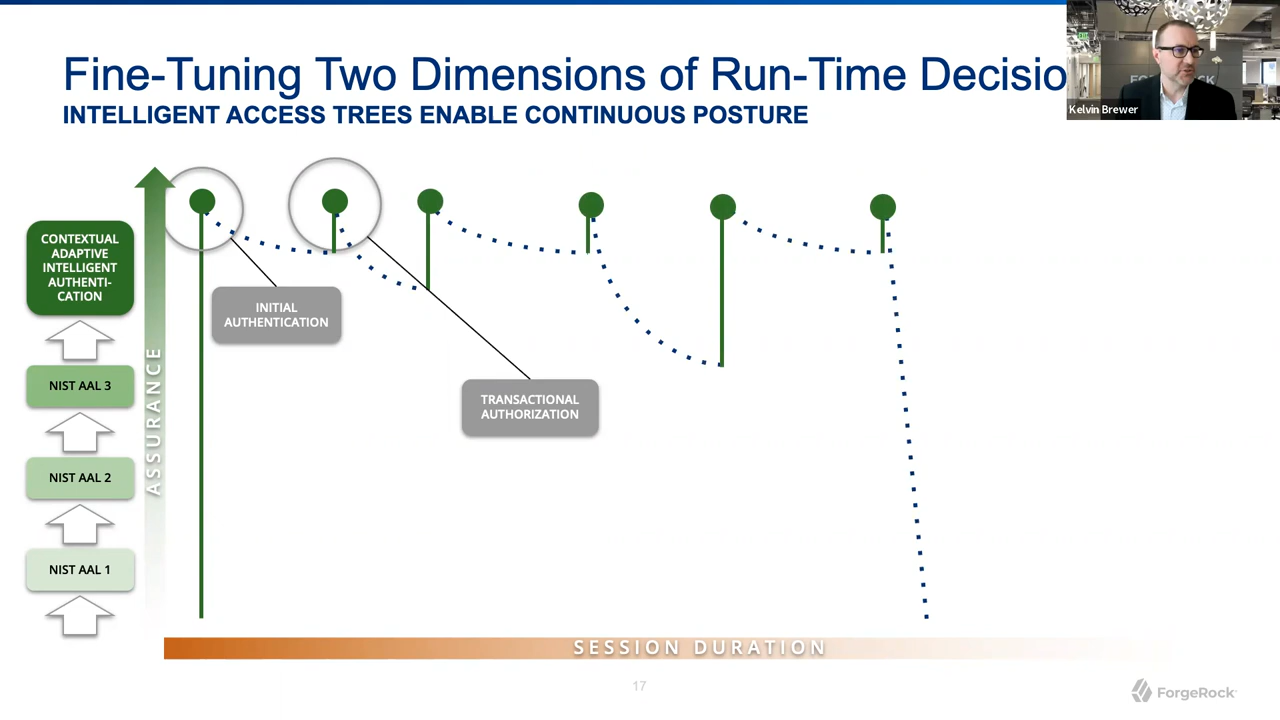 Fine-Tuning Two Dimensions of Run-Time Decisio
INTELLIGENT ACCESS TREES ENABLE CONTINUOUS POSTURE
Kelvin Brewer
CONTEXTUAL
ADAPTIVE
INTELLIGENT
AUTHENTI-
CATION
NIST AAL 3
NIST AAL 2
NIST AAL 1
ASSURANCE
INITIAL
AUTHENTICATION
TRANSACTIONAL
AUTHORIZATION
SESSION DURATION
17
ForgeRock